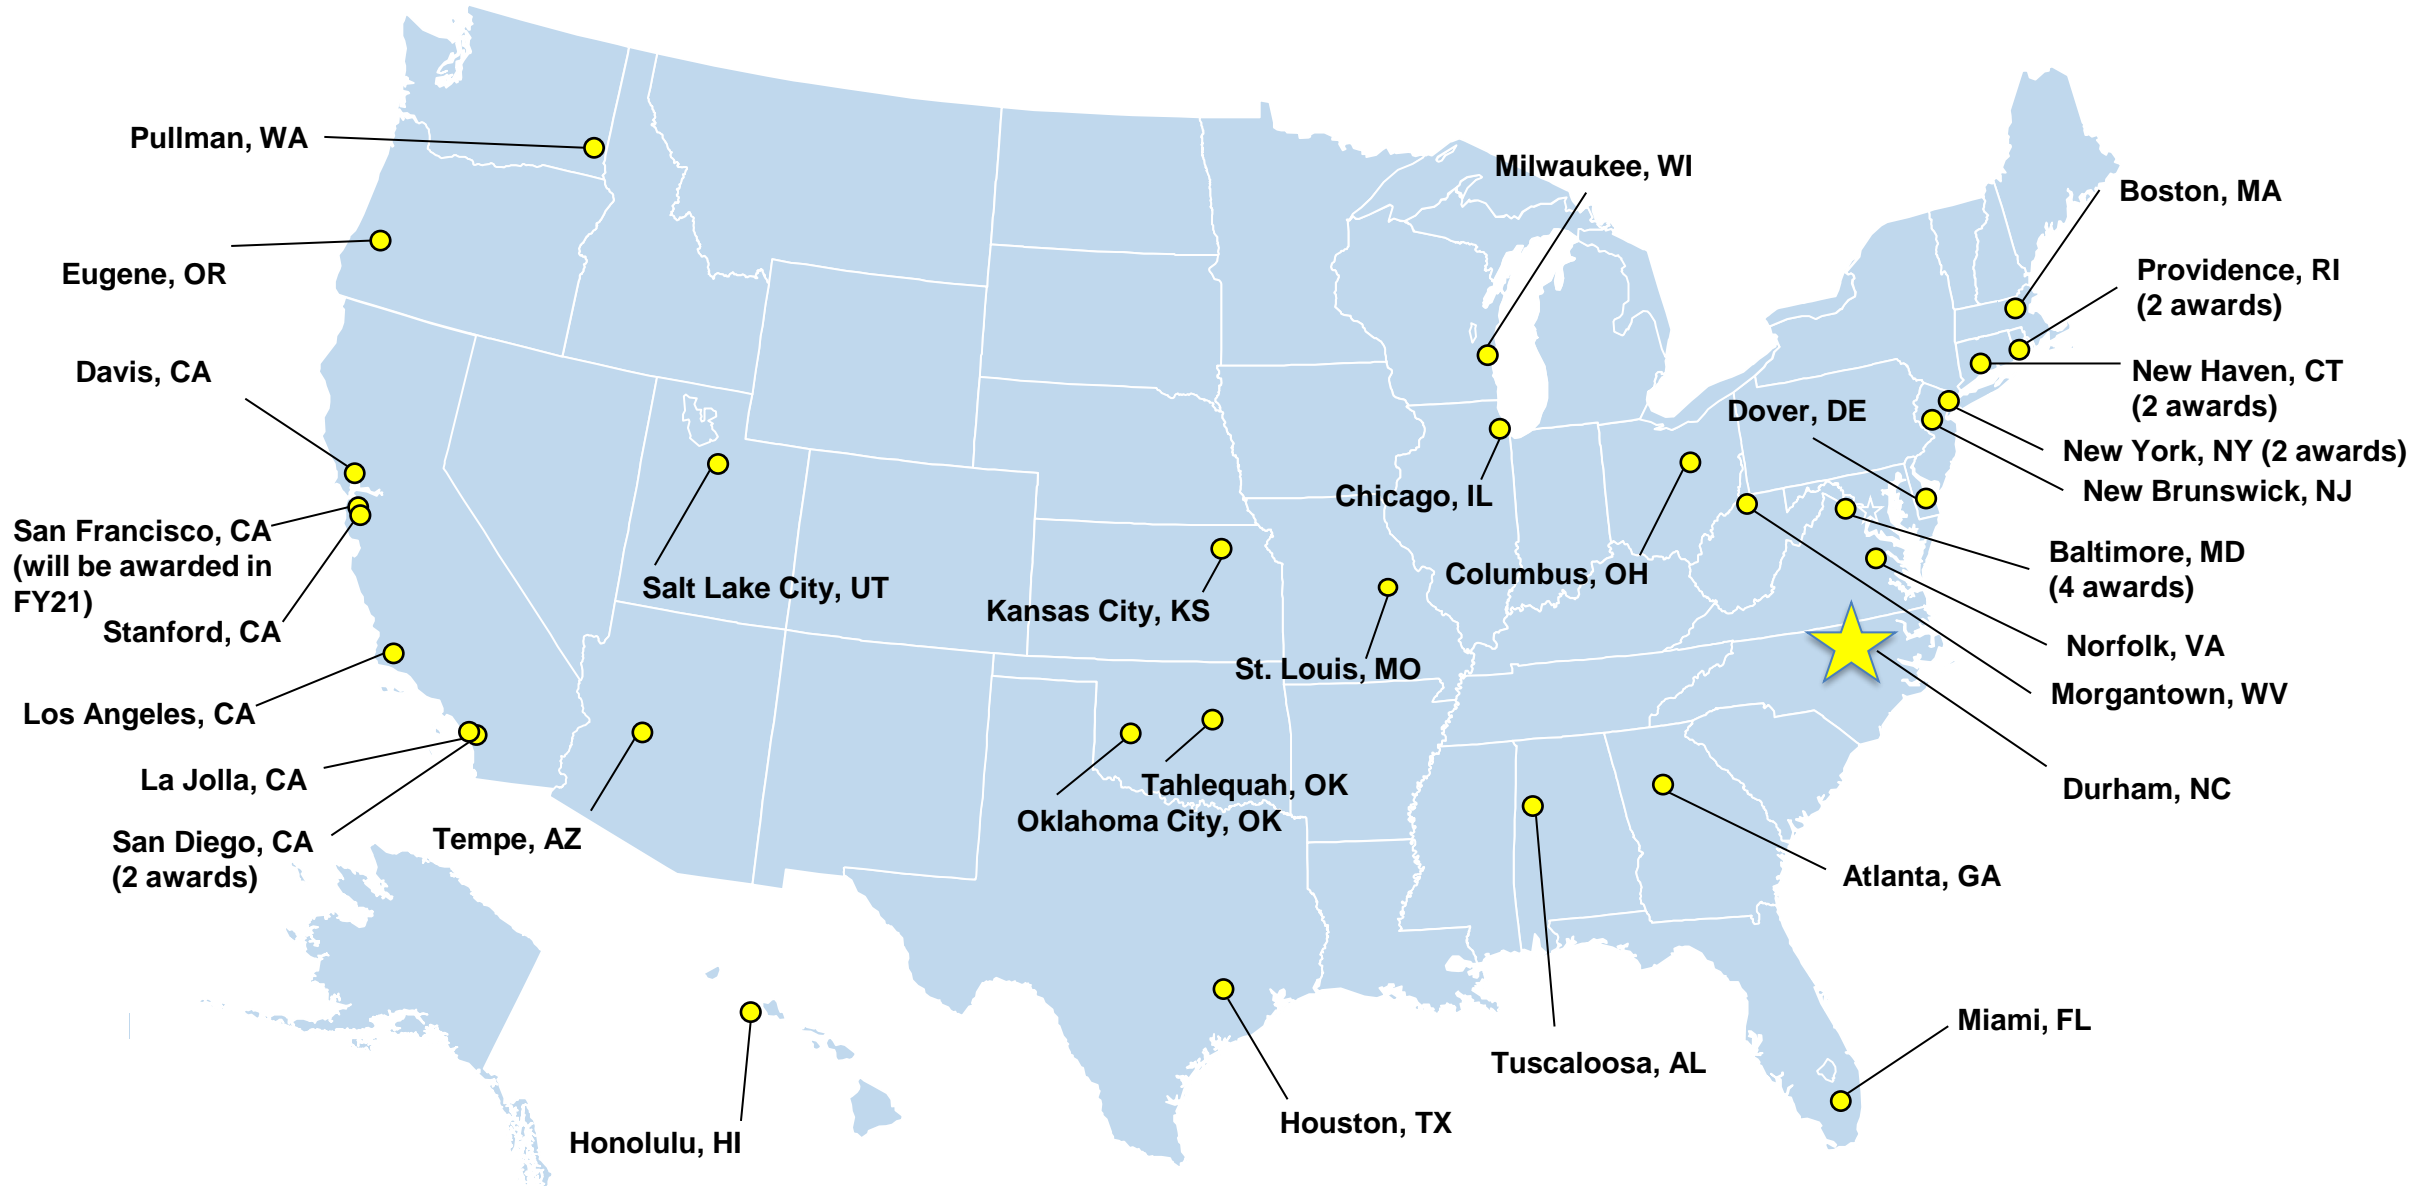 Pullman, WA
Milwaukee, WI
Boston, MA
Eugene, OR
Providence, RI
(2 awards)
Davis, CA
New Haven, CT
(2 awards)
Dover, DE
New York, NY (2 awards)
New Brunswick, NJ
Chicago, IL
San Francisco, CA
(will be awarded in
FY21)
Stanford, CA
Salt Lake City, UT
Kansas City, KS
Columbus, OH
Baltimore, MD
(4 awards)
St. Louis, MO
Norfolk, VA
Morgantown, WV
Los Angeles, CA
La Jolla, CA
San Diego, CA
(2 awards)
Tempe, AZ
Tahlequah, OK
Oklahoma City, OK
Durham, NC
Atlanta, GA
Miami, FL
Tuscaloosa, AL
Houston, TX
Honolulu, HI